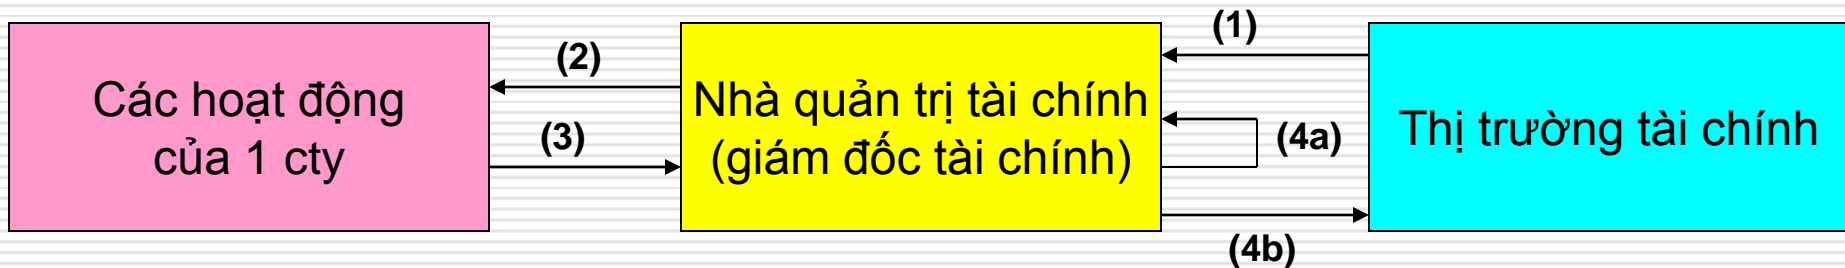 Các hoạt động
của 1 cty
(2)
(3)
Nhà quản trị tài chính
(giám đốc tài chính)
(1)
(4a)
(4b)
Thị trường tài chính